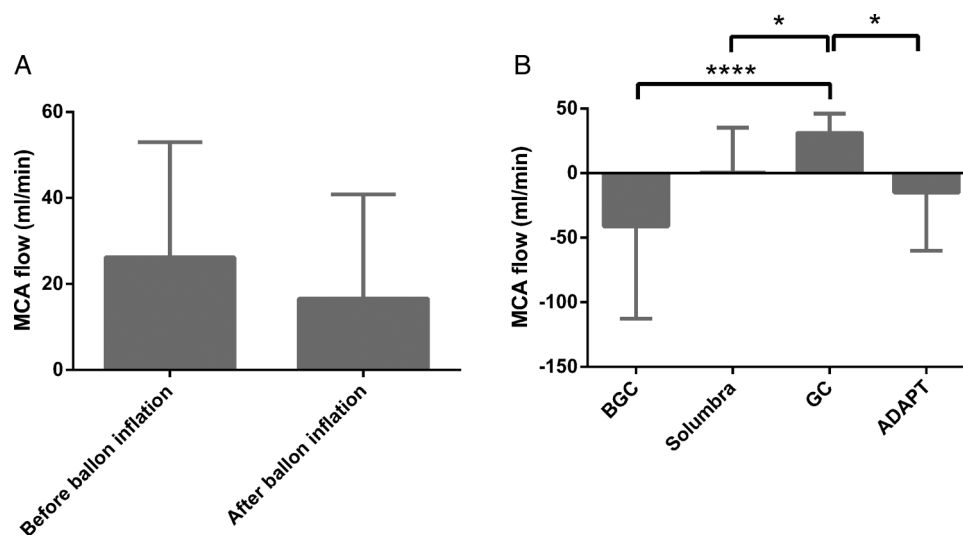 A
MCA flow (ml/min)
60
40
20
0
Before ballon inflation
After ballon inflation
B
*
*
****
MCA flow (ml/min)
50
0
-50
-100
-150
BGC
Solumbra
GC
ADAPT